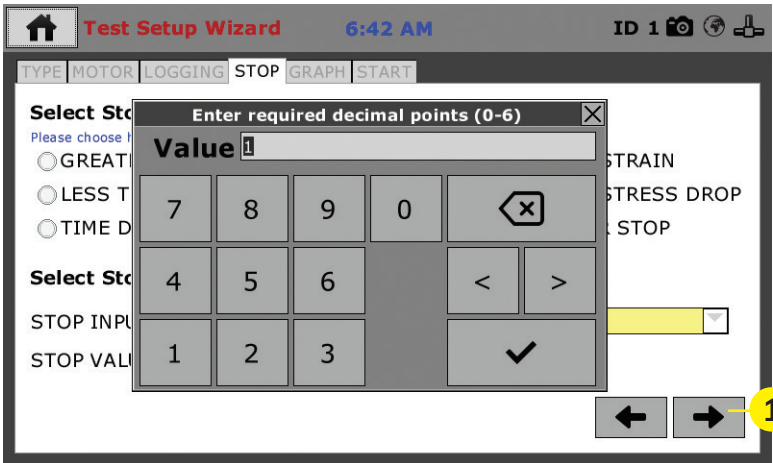 Test Setup Wizard 6:42 AM ID 1
TYPE MOTOR LOGGING STOP GRAPH START
Select Sto
Please choose h
Enter required decimal points (0-6)
Value 1
GREATE STRAIN
LESS T STRESS DROP
TIME D STOP
7 8 9 0
Select Sto
4 5 6 < >
STOP INPU
STOP VALU
1 2 3
1